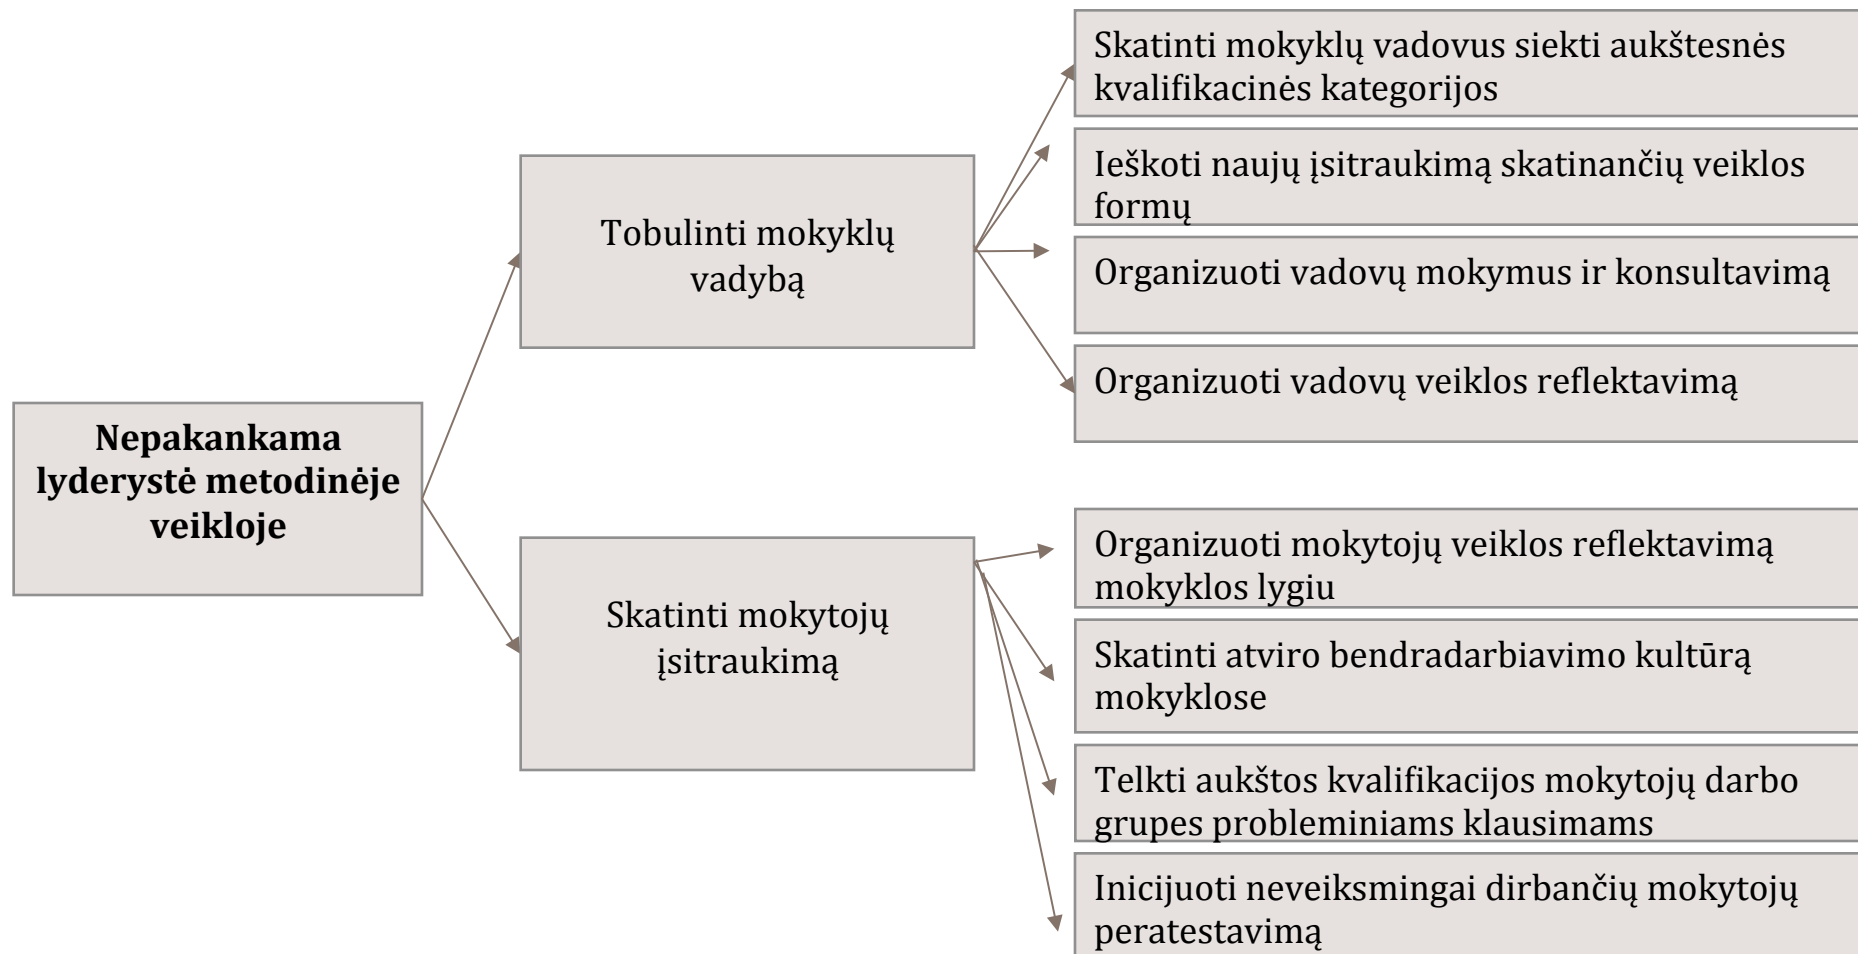 Nepakankama
lyderystė metodinėje
veikloje
Tobulinti mokyklų
vadybą
Skatinti mokyklų vadovus siekti aukštesnės
kvalifikacinės kategorijos
Ieškoti naujų įsitraukimą skatinančių veiklos
formų
Organizuoti vadovų mokymus ir konsultavimą
Organizuoti vadovų veiklos reflektavimą
Skatinti mokytojų
įsitraukimą
Organizuoti mokytojų veiklos reflektavimą
mokyklos lygiu
Skatinti atviro bendradarbiavimo kultūrą
mokyklose
Telkti aukštos kvalifikacijos mokytojų darbo
grupes probleminiams klausimams
Inicijuoti neveiksmingai dirbančių mokytojų
peratestavimą